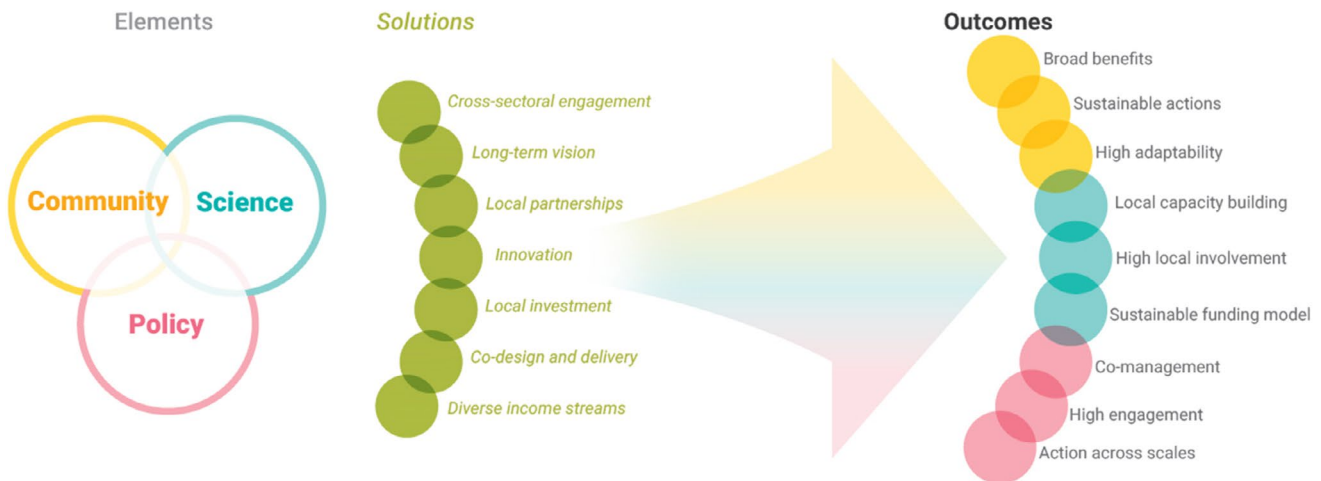 Elements
Solutions
Outcomes
Community
Science
Policy
Cross-sectoral engagement
Long-term vision
Local partnerships
Innovation
Local investment
Co-design and delivery
Diverse income streams
Broad benefits
Sustainable actions
High adaptability
Local capacity building
High local involvement
Sustainable funding model
Co-management
High engagement
Action across scales